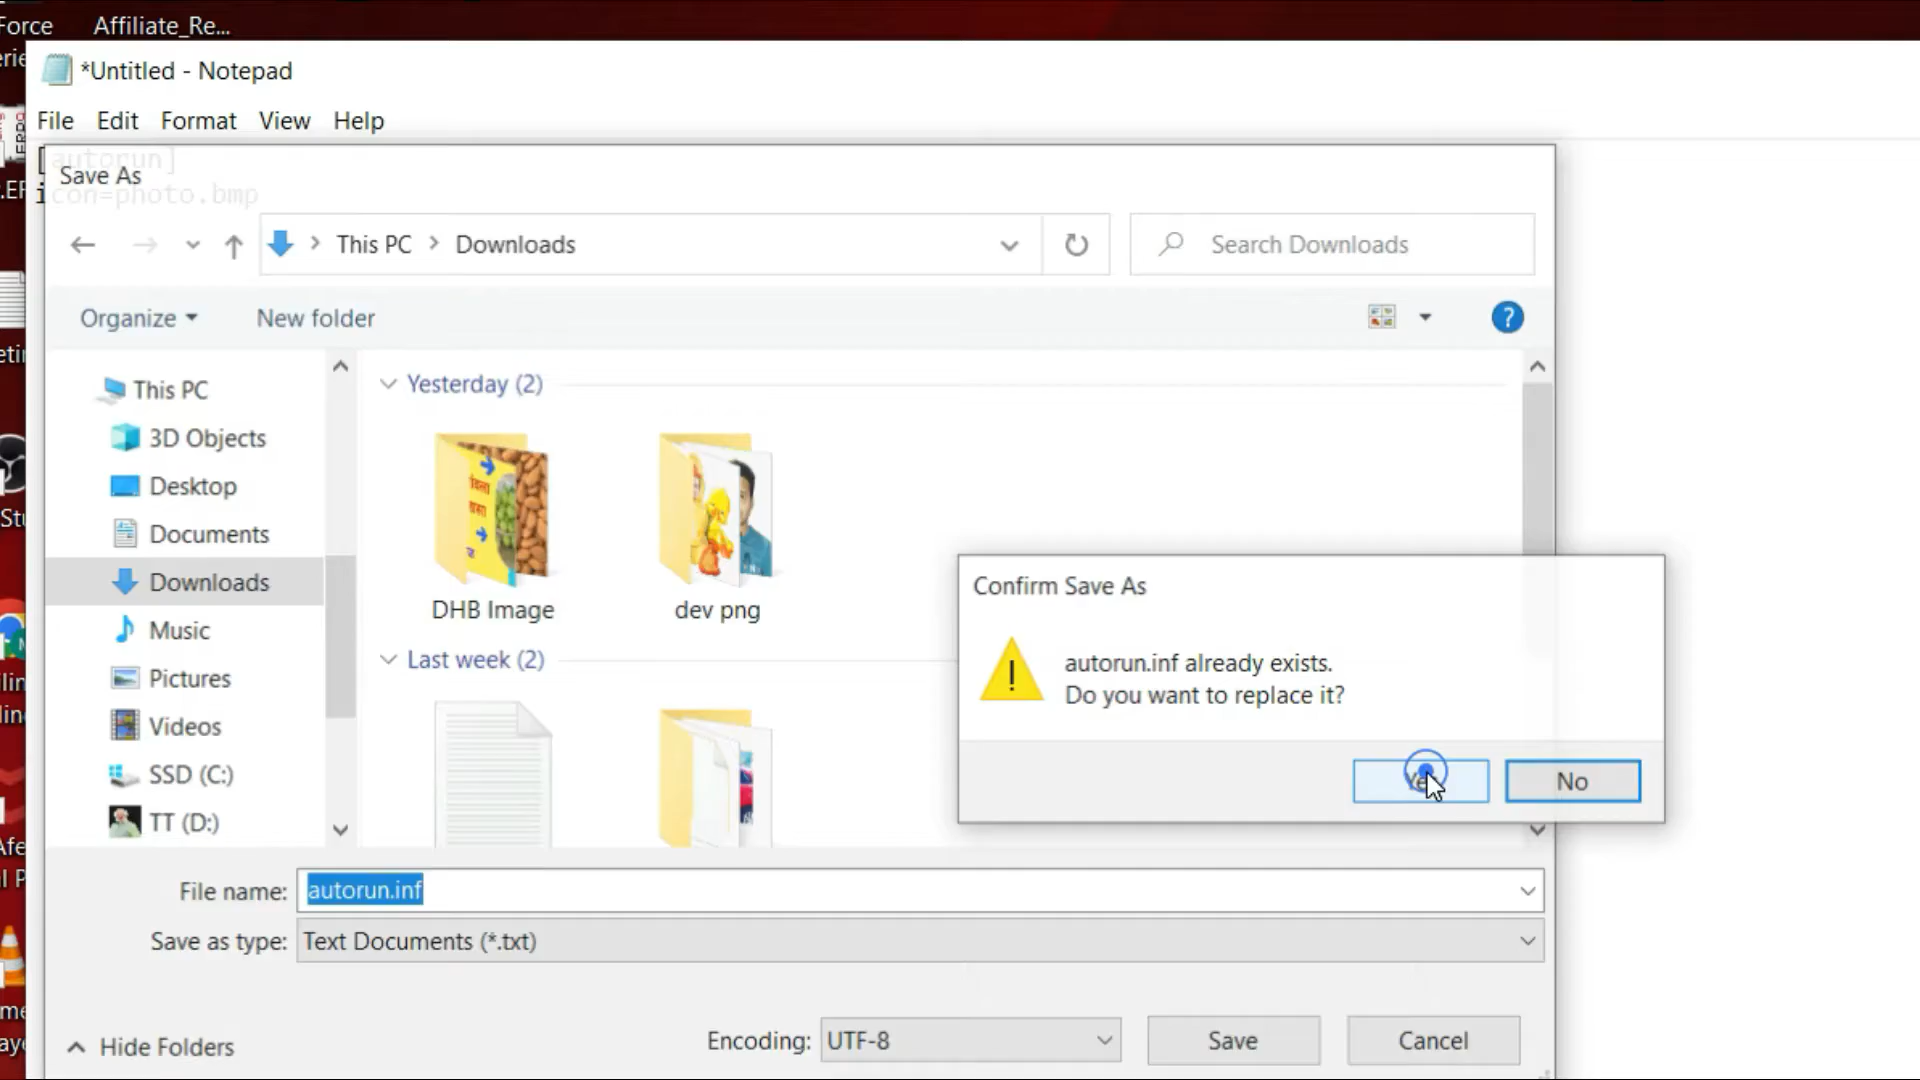 Force
Affiliate_Re...
*Untitled - Notepad
File Edit Format View Help
[autorun]
icon=photo.bmp
Save As
This PC Downloads
Search Downloads
Organize
New folder
?
This PC
3D Objects
Desktop
Documents
Downloads
Music
Pictures
Videos
SSD (C:)
TT (D:)
Yesterday (2)
DHB Image
dev png
Last week (2)
Confirm Save As
autorun.inf already exists.
Do you want to replace it?
No
File name: autorun.inf
Save as type: Text Documents (*.txt)
Hide Folders
Encoding: UTF-8
Save
Cancel